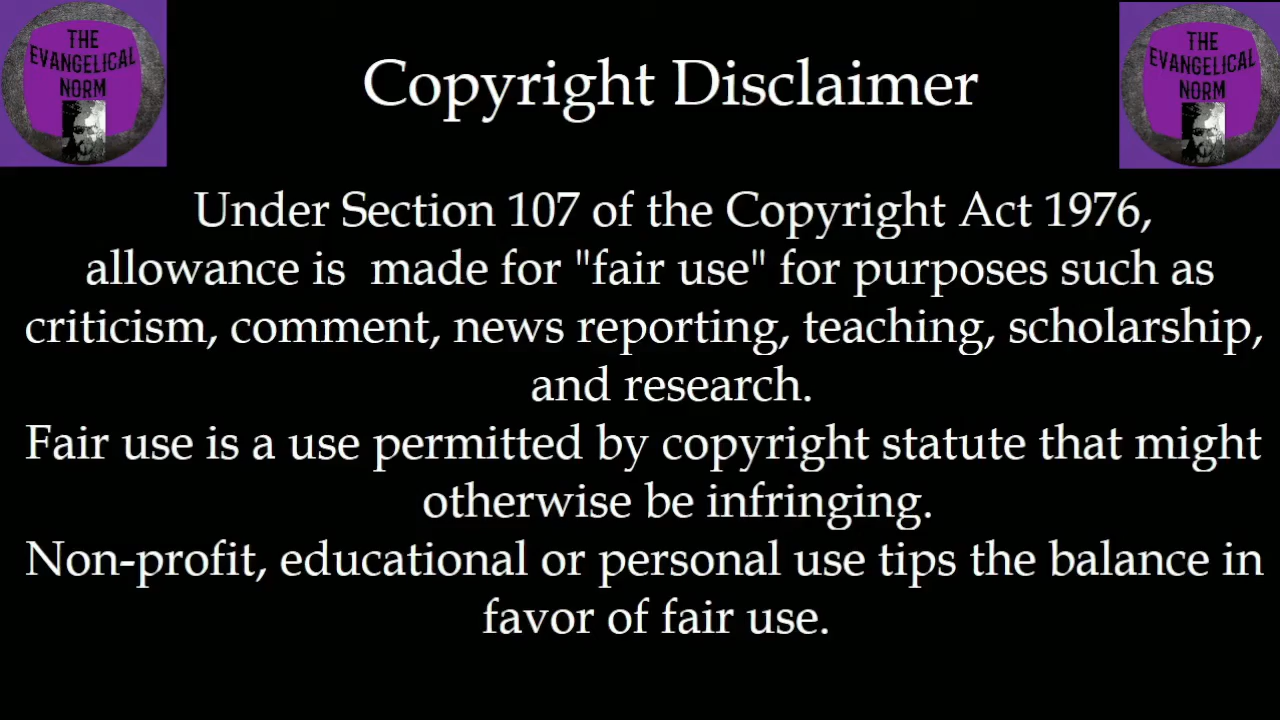 THE
EVANGELICAL
NORM
Copyright Disclaimer
THE
EVANGELICAL
NORM
Under Section 107 of the Copyright Act 1976,
allowance is  made for "fair use" for purposes such as
criticism, comment, news reporting, teaching, scholarship,
and research.
Fair use is a use permitted by copyright statute that might
otherwise be infringing.
Non-profit, educational or personal use tips the balance in
favor of fair use.